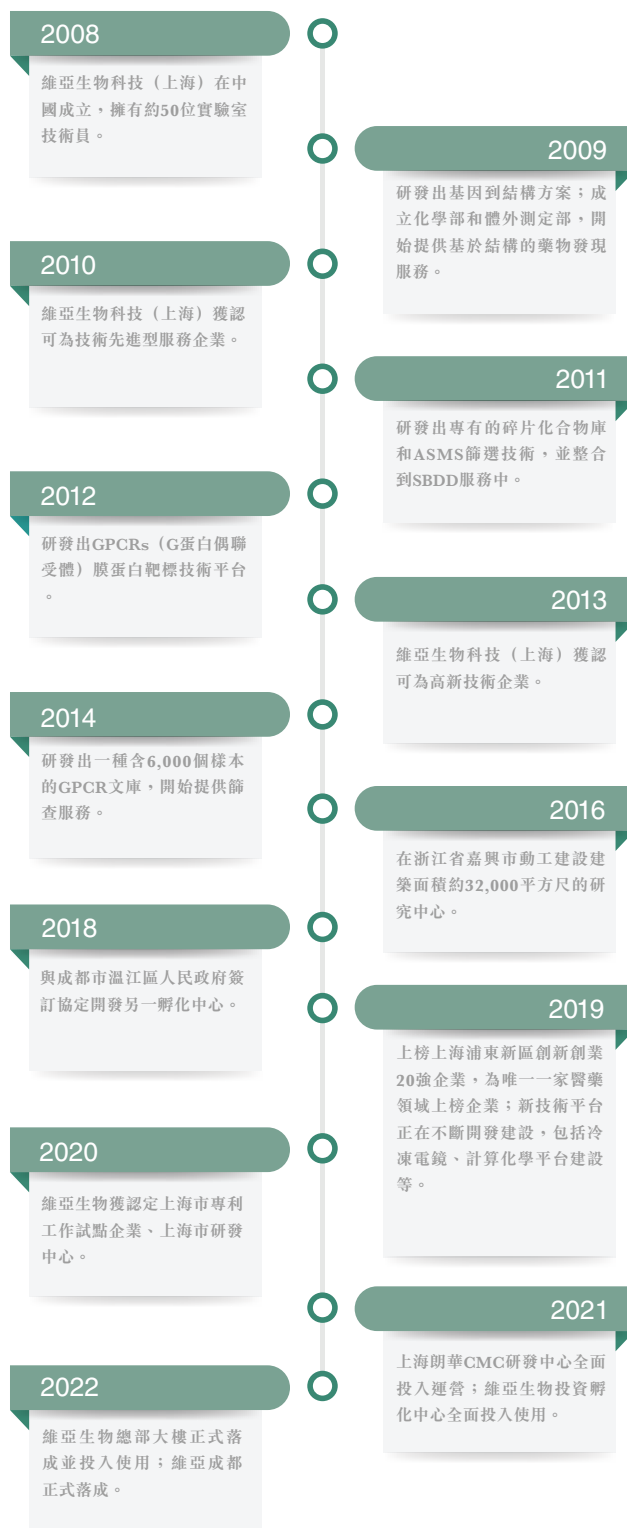 2008
維亞生物科技（上海）在中
國成立，擁有約50位實驗室
技術員。
2009
研發出基因到結構方案；成
立化學部和體外測定部，開
始提供基於結構的藥物發現
服務。
2010
維亞生物科技（上海）獲認
可為技術先進型服務企業。
2011
研發出專有的碎片化合物庫
和ASMS篩選技術，並整合
到SBDD服務中。
2012
研發出GPCRs（G蛋白偶聯
受體）膜蛋白靶標技術平台
。
2013
維亞生物科技（上海）獲認
可為高新技術企業。
2014
研發出一種含6,000個樣本
的GPCR文庫，開始提供篩
查服務。
2016
在浙江省嘉興市動工建設建
築面積約32,000平方尺的研
究中心。
2018
與成都市溫江區人民政府簽
訂協定開發另一孵化中心。
2019
上榜上海浦東新區創新創業
20強企業，為唯一一家醫藥
領域上榜企業；新技術平台
正在不斷開發建設，包括冷
凍電鏡、計算化學平台建設
等。
2020
維亞生物獲認定上海市專利
工作試點企業、上海市研發
中心。
2021
上海朗華CMC研發中心全面
投入運營；維亞生物投資孵
化中心全面投入使用。
2022
維亞生物總部大樓正式落
成並投入使用；維亞成都
正式落成。